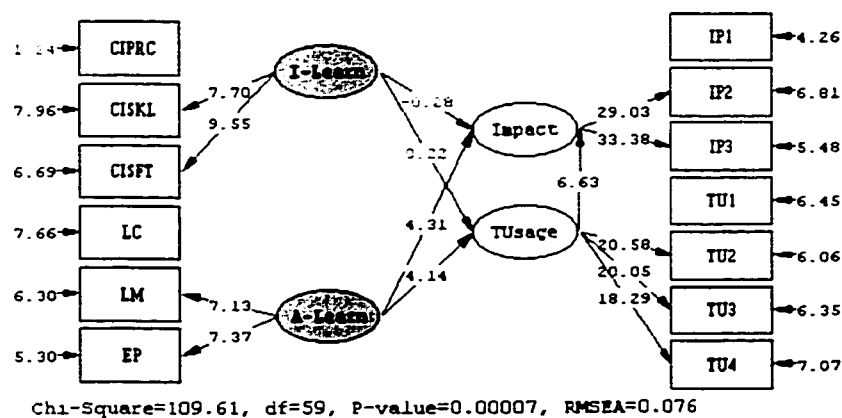 CIPRC
7.96 CISKL
6.69 CISFT
7.66 LC
6.30 LM
5.30 EP
I-Learn
A-Learn
7.70
9.55
7.13
7.37
-0.28
0.22
4.31
4.14
6.63
Impact
TUsage
29.03
33.38
20.58
20.05
18.29
IP1 4.26
IP2 6.81
IP3 5.48
TU1 6.45
TU2 6.06
TU3 6.35
TU4 7.07
Chi-Square=109.61, df=59, P-value=0.00007, RMSEA=0.076